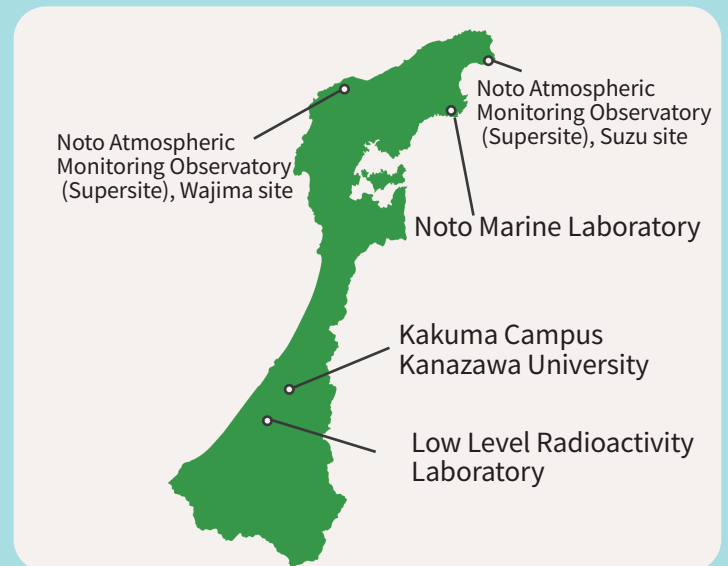 Noto Atmospheric
Monitoring Observatory
(Supersite), Suzu site
Noto Atmospheric
Monitoring Observatory
(Supersite), Wajima site
Noto Marine Laboratory
Kakuma Campus
Kanazawa University
Low Level Radioactivity
Laboratory